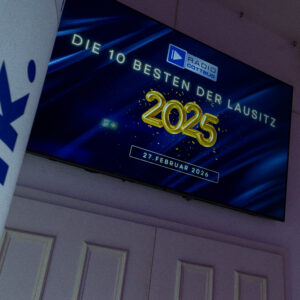 RADIO
COTTBUS
DIE 10 BESTEN DER LAUSITZ
2025
27. FEBRUAR 2026
k.